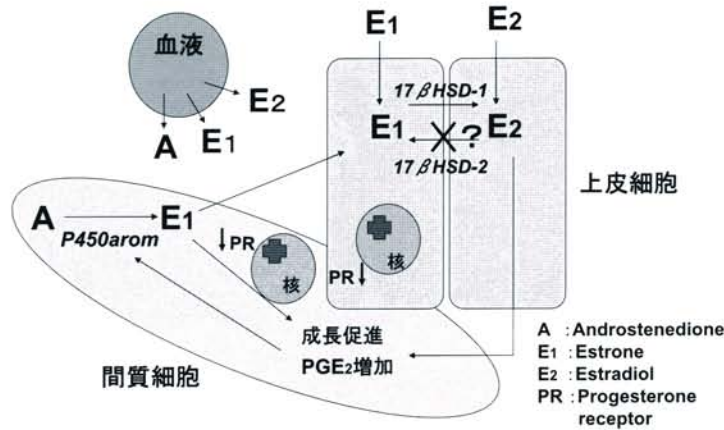 血液
E2
E1
A
E1
E2
17βHSD-1
E1
X ?
E2
17βHSD-2
上皮細胞
A
E1
P450arom
↓PR
核
核
PR↓
成長促進
PGE2増加
間質細胞
A :Androstenedione
E1 :Estrone
E2 :Estradiol
PR :Progesterone
receptor